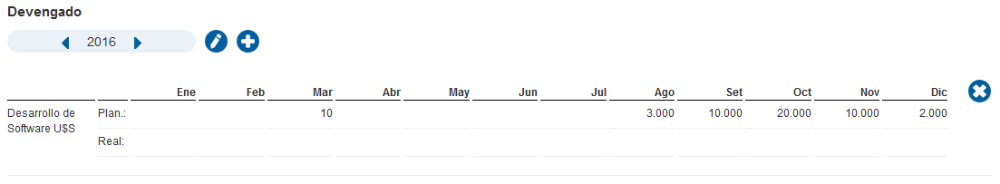 Devengado
2016
Ene Feb Mar Abr May Jun Jul Ago Set Oct Nov Dic
Desarrollo de Plan.: 10 3.000 10.000 20.000 10.000 2.000
Software U$S
Real: